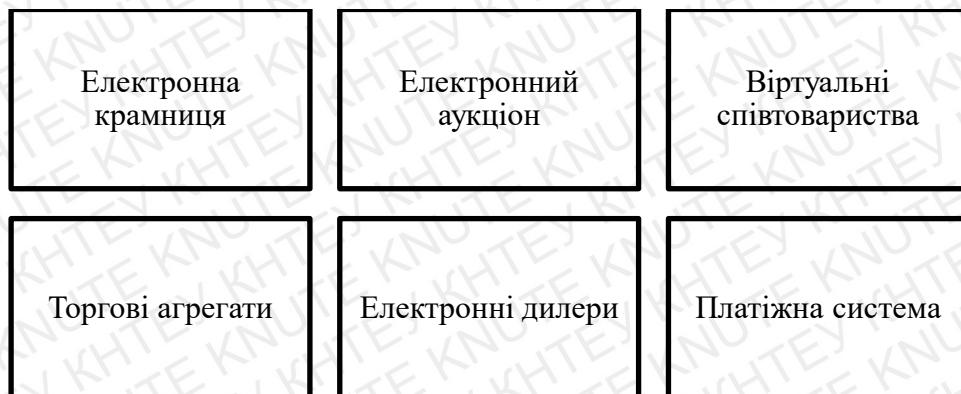 Електронна
крамниця
Електронний
аукціон
Віртуальні
співтовариства
Торгові агрегати
Електронні дилери
Платіжна система